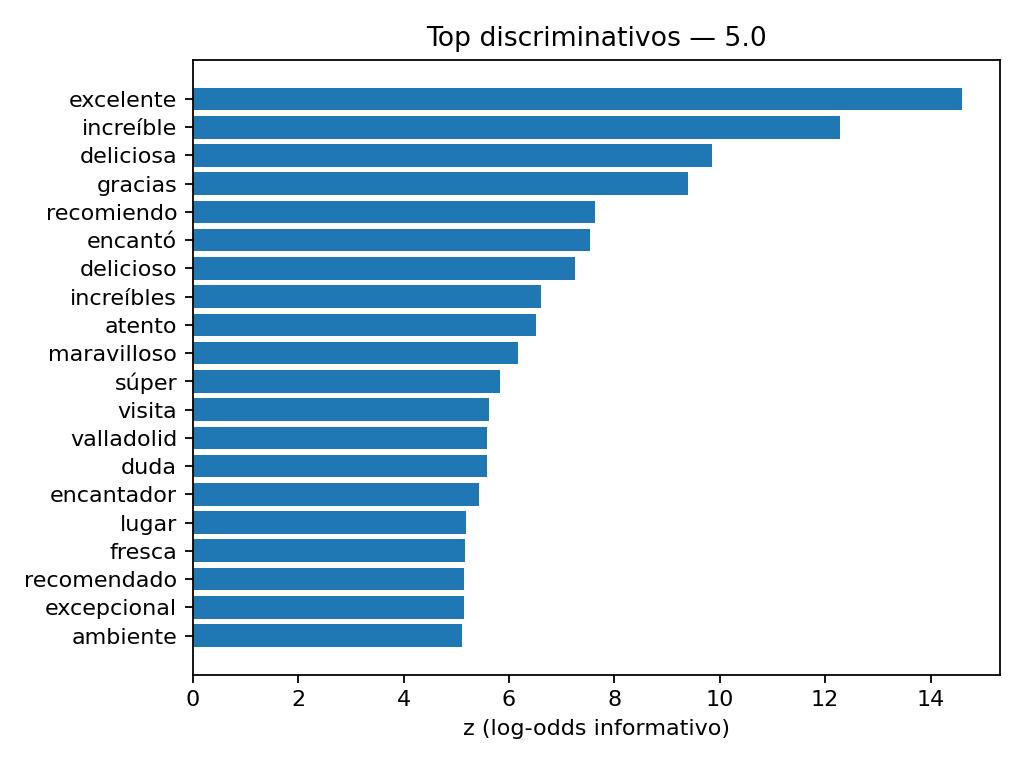 Top discriminativos — 5.0
excelente
increíble
deliciosa
gracias
recomiendo
encantó
delicioso
increíbles
atento
maravilloso
súper
visita
valladolid
duda
encantador
lugar
fresca
recomendado
excepcional
ambiente
0 2 4 6 8 10 12 14
z (log-odds informativo)